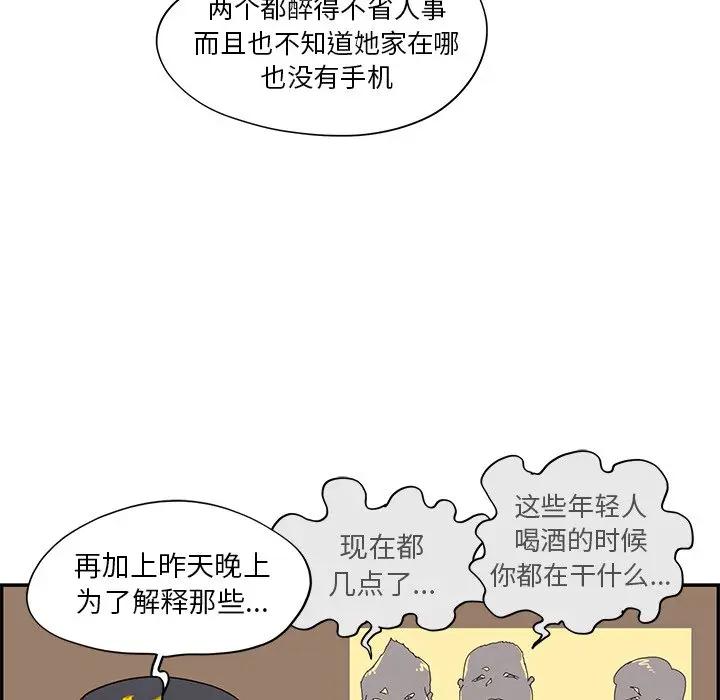 两个都醉得不省人事
而且也不知道她家在哪
也没有手机
再加上昨天晚上
为了解释那些...
现在都
几点了...
这些年轻人
喝酒的时候
你都在干什么...